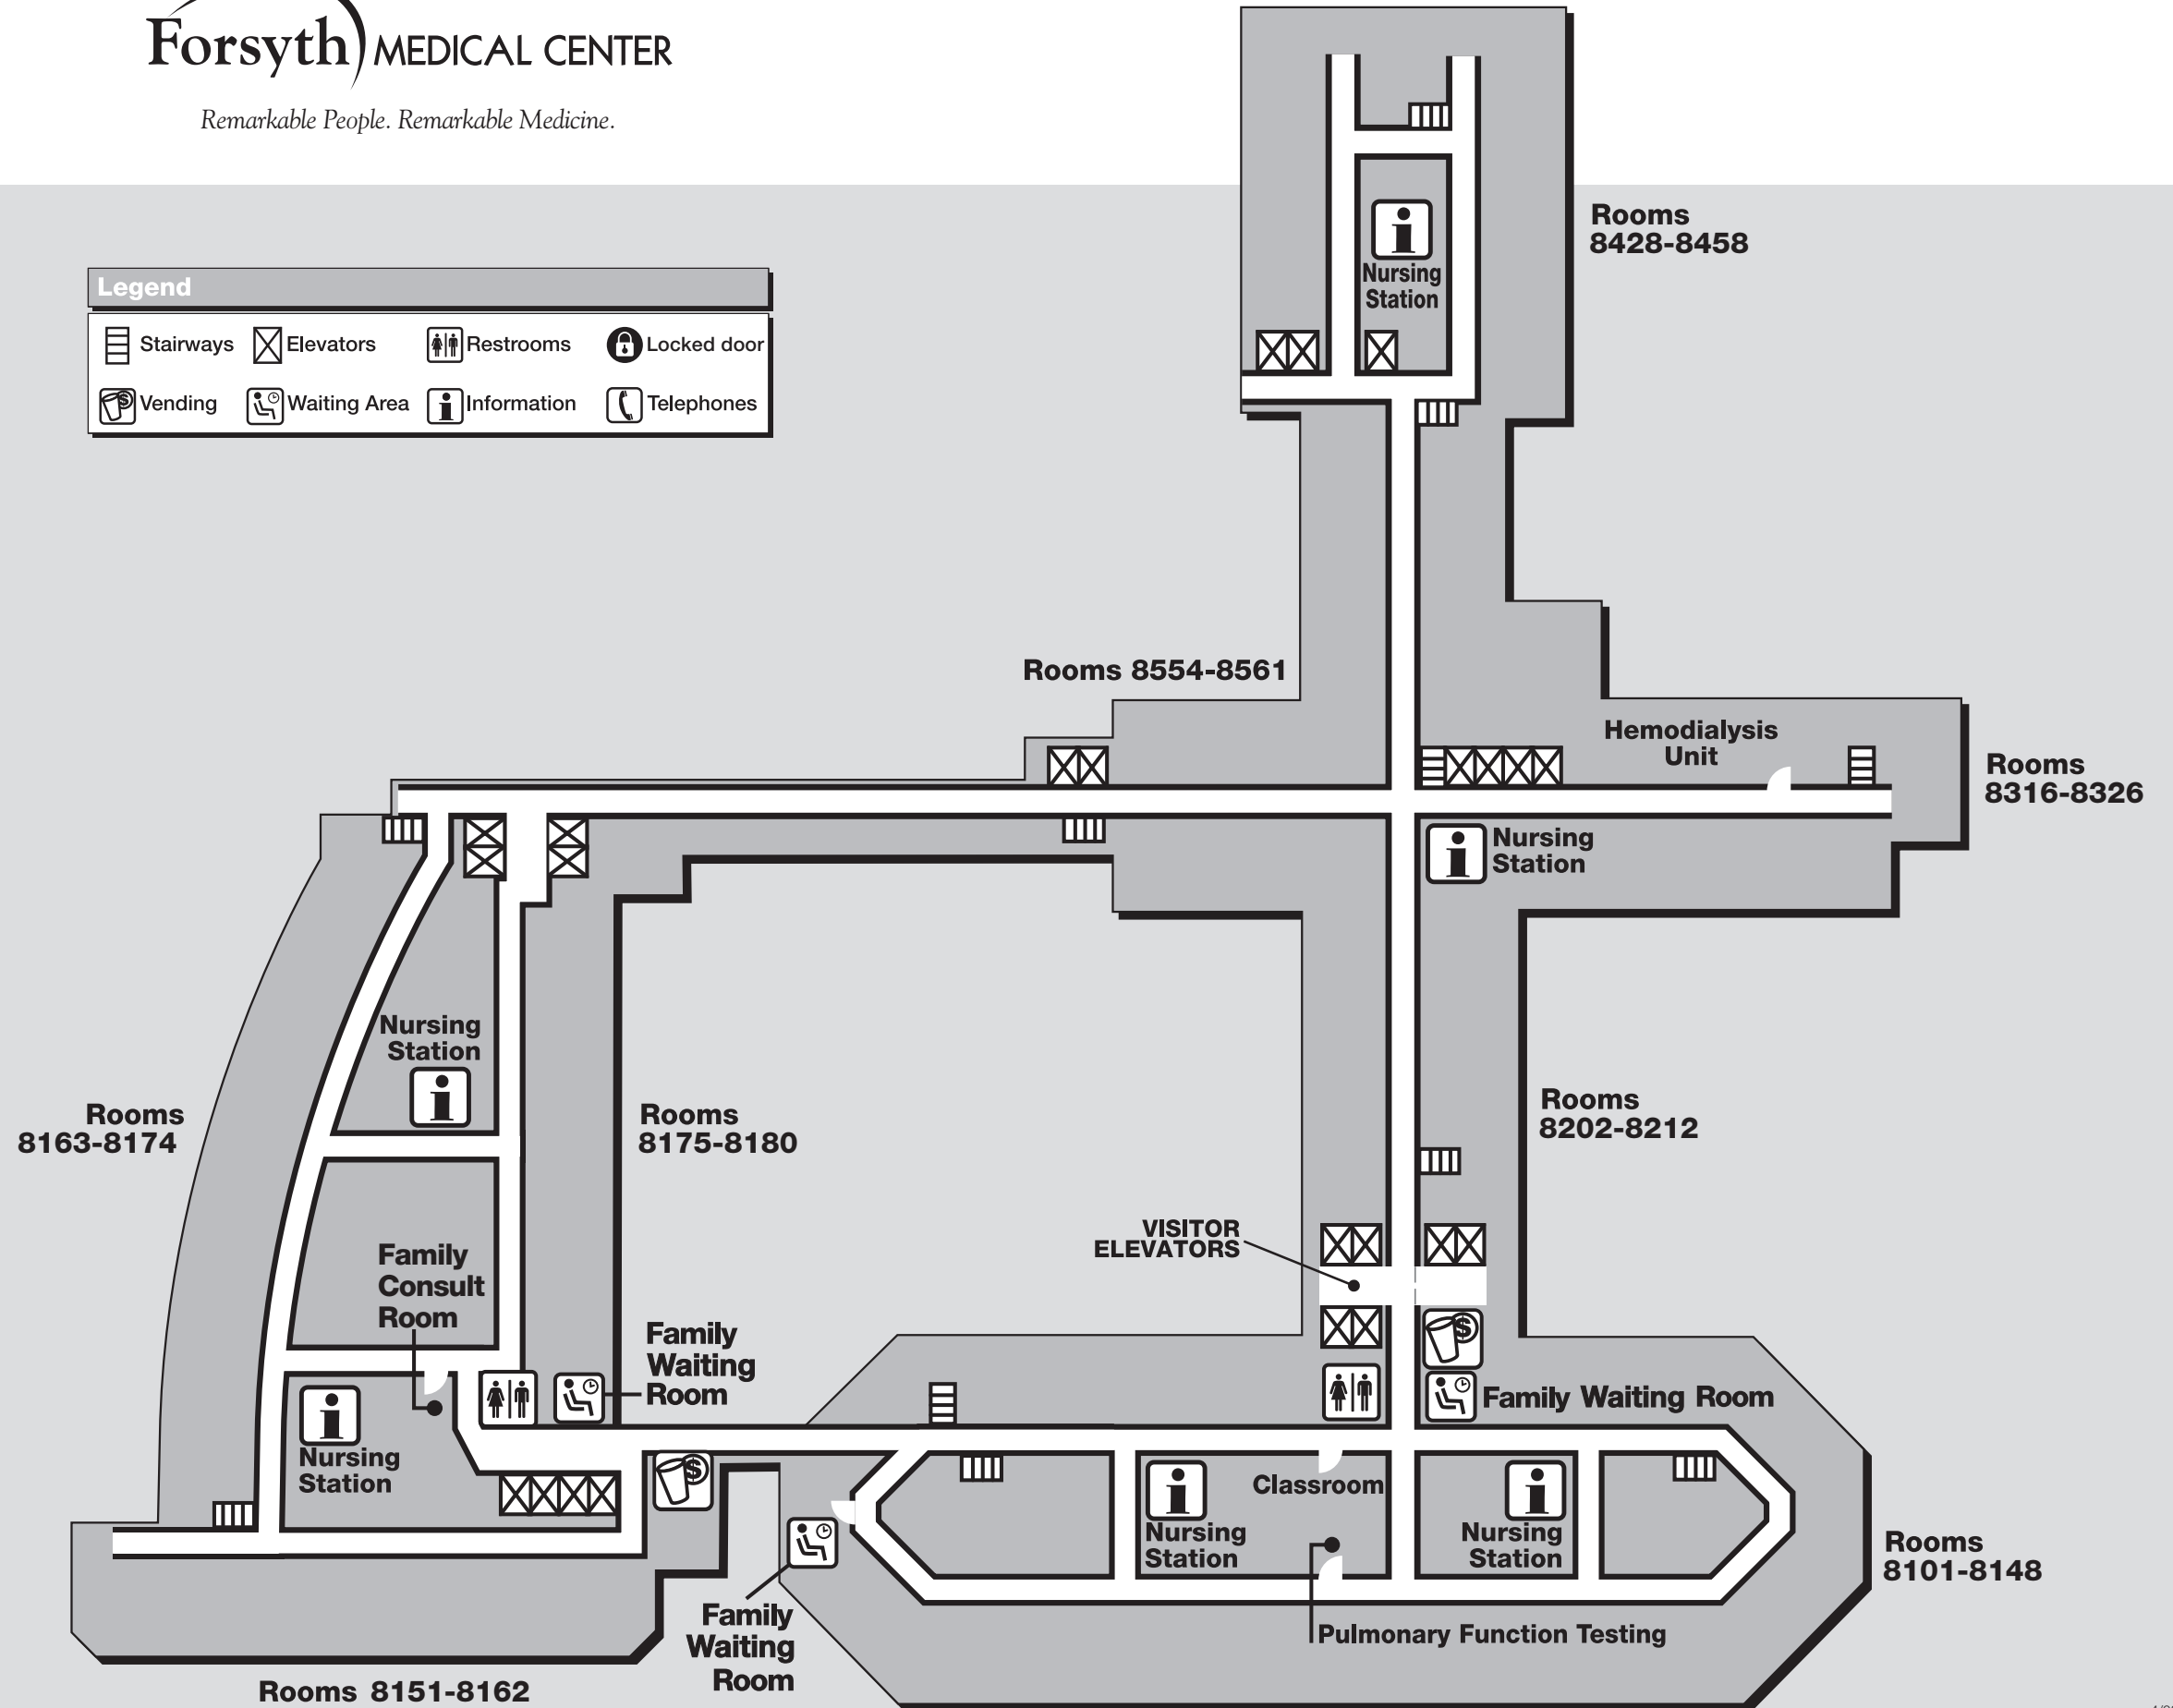 Forsyth MEDICAL CENTER
Remarkable People. Remarkable Medicine.
Legend
Stairways
Elevators
Restrooms
Locked door
Vending
Waiting Area
Information
Telephones
Nursing
Station
Rooms
8428-8458
Rooms 8554-8561
Hemodialysis
Unit
Rooms
8316-8326
Nursing
Station
Nursing
Station
Rooms
8163-8174
Rooms
8175-8180
Rooms
8202-8212
VISITOR
ELEVATORS
Family
Consult
Room
Family
Waiting
Room
Family Waiting Room
Nursing
Station
Classroom
Nursing
Station
Nursing
Station
Rooms
8101-8148
Family
Waiting
Room
Pulmonary Function Testing
Rooms 8151-8162